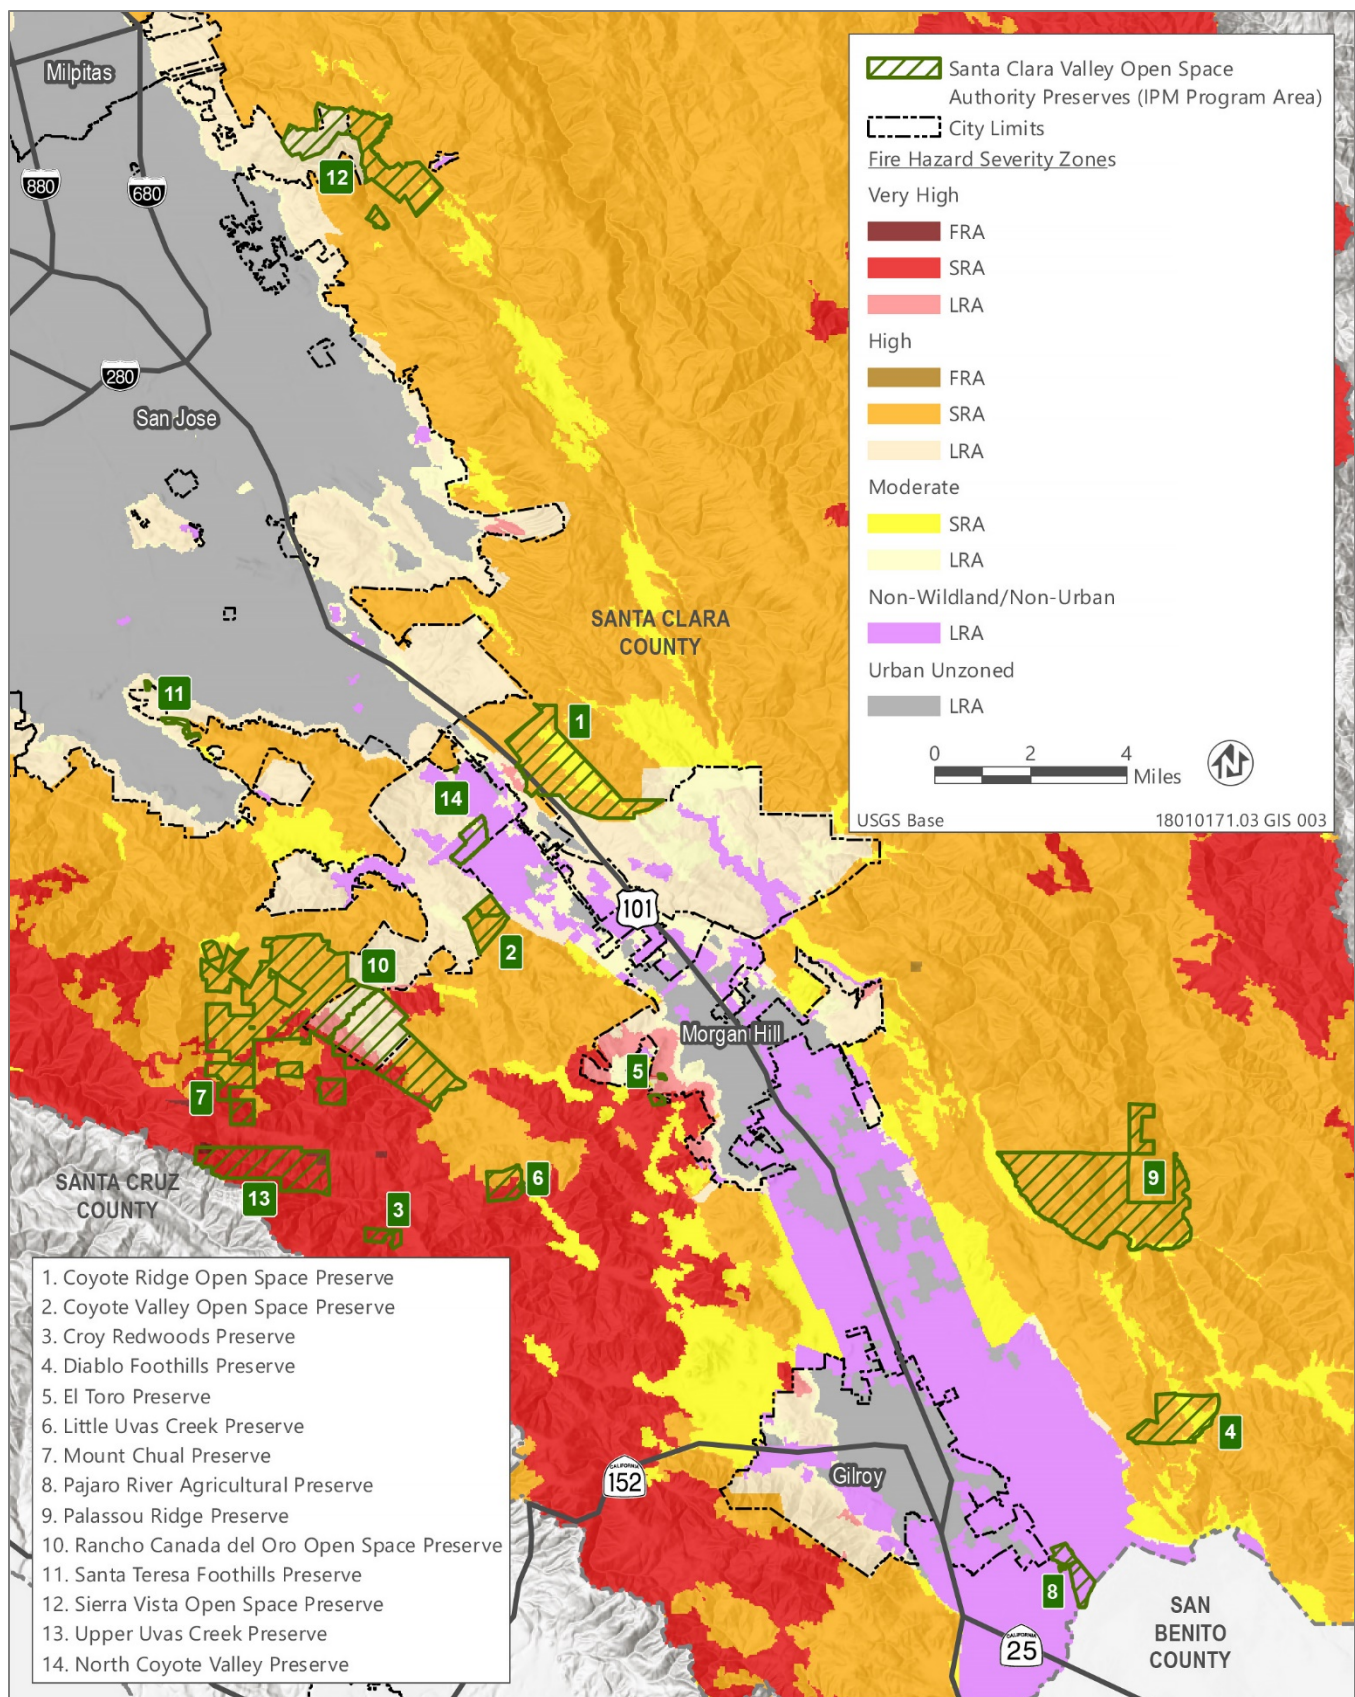 Milpitas
880
680
12
280
San Jose
Santa Clara Valley Open Space
Authority Preserves (IPM Program Area)
City Limits
Fire Hazard Severity Zones
Very High
FRA
SRA
LRA
High
FRA
SRA
LRA
Moderate
SRA
LRA
Non-Wildland/Non-Urban
LRA
Urban Unzoned
LRA
0 2 4
Miles
N
USGS Base 18010171.03 GIS 003
SANTA CLARA
COUNTY
11
1
14
101
2
10
Morgan Hill
5
7
SANTA CRUZ
COUNTY
13
6
3
9
4
CALIFORNIA
152
Gilroy
8
CALIFORNIA
25
SAN
BENITO
COUNTY
1. Coyote Ridge Open Space Preserve
2. Coyote Valley Open Space Preserve
3. Croy Redwoods Preserve
4. Diablo Foothills Preserve
5. El Toro Preserve
6. Little Uvas Creek Preserve
7. Mount Chual Preserve
8. Pajaro River Agricultural Preserve
9. Palassou Ridge Preserve
10. Rancho Canada del Oro Open Space Preserve
11. Santa Teresa Foothills Preserve
12. Sierra Vista Open Space Preserve
13. Upper Uvas Creek Preserve
14. North Coyote Valley Preserve